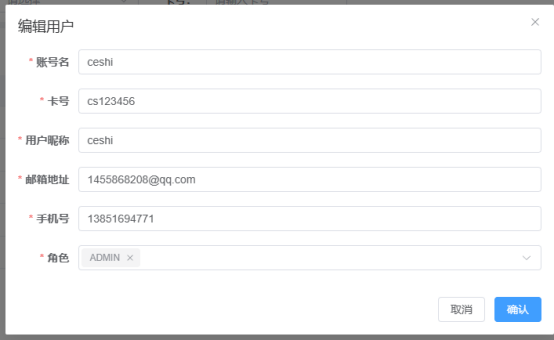 编辑用户
* 账号名 ceshi
* 卡号 cs123456
* 用户昵称 ceshi
* 邮箱地址 1455868208@qq.com
* 手机号 13851694771
* 角色 ADMIN ×
取消 确认